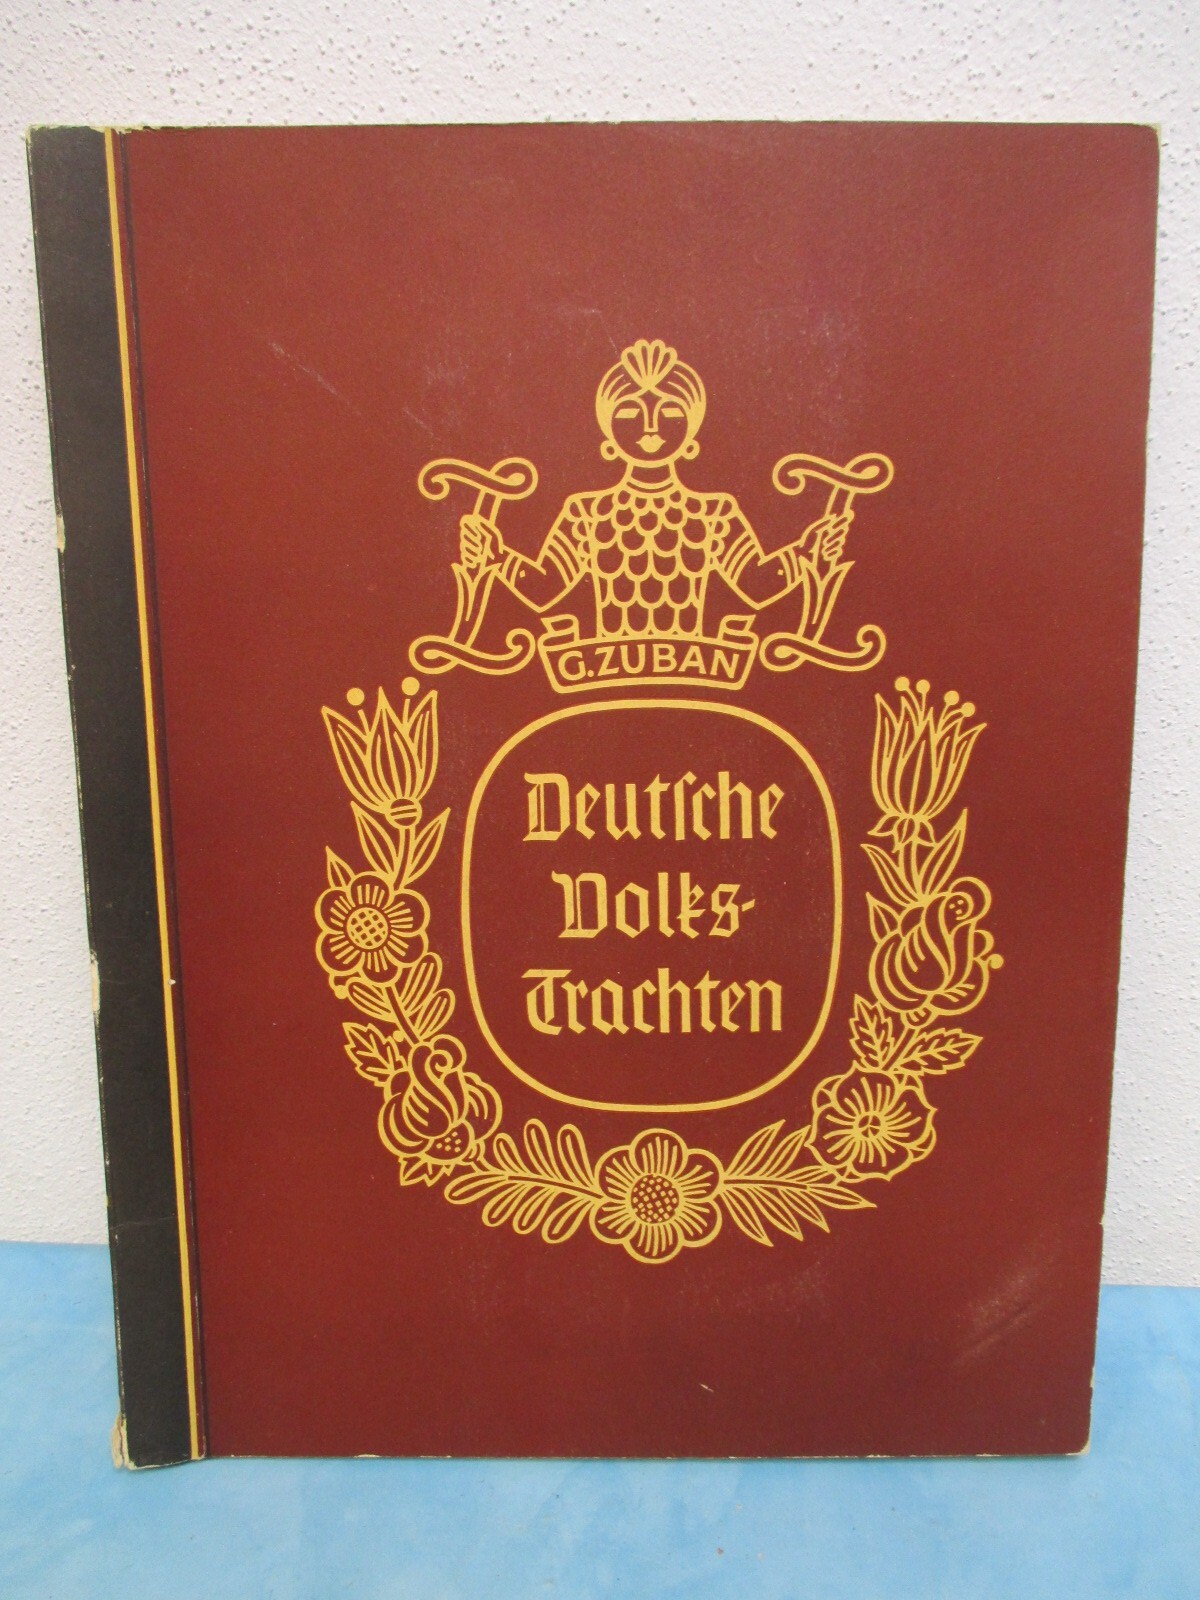 G. ZUBAN
Deutſche
Volks-
Trachten